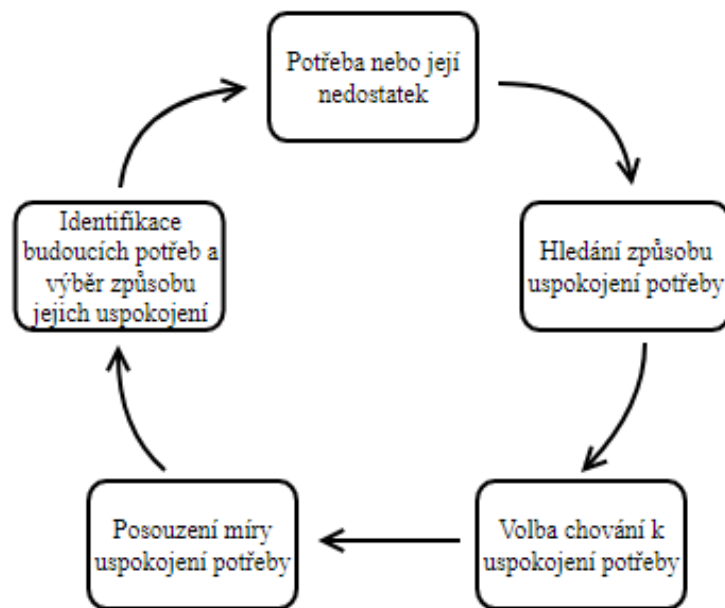 Potřeba nebo její
nedostatek
Hledání způsobu
uspokojení potřeby
Volba chování k
uspokojení potřeby
Posouzení míry
uspokojení potřeby
Identifikace
budoucích potřeb a
výběr způsobu
jejich uspokojení